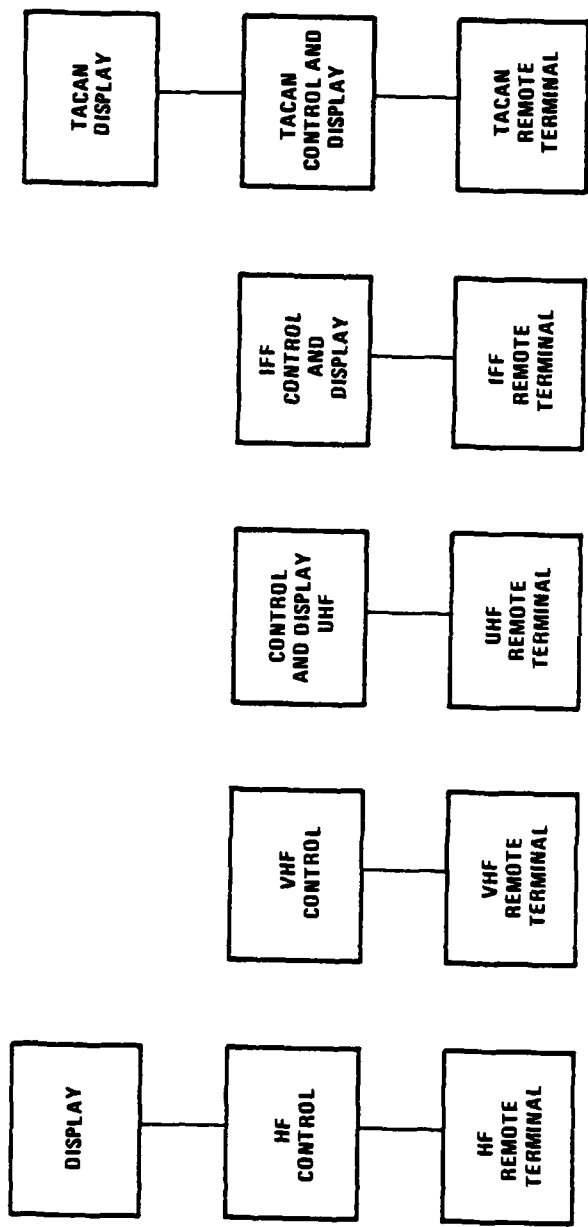 DISPLAY
HF
CONTROL
HF
REMOTE
TERMINAL
VHF
CONTROL
VHF
REMOTE
TERMINAL
CONTROL
AND DISPLAY
UHF
UHF
REMOTE
TERMINAL
IFF
CONTROL
AND
DISPLAY
IFF
REMOTE
TERMINAL
TACAN
DISPLAY
TACAN
CONTROL AND
DISPLAY
TACAN
REMOTE
TERMINAL